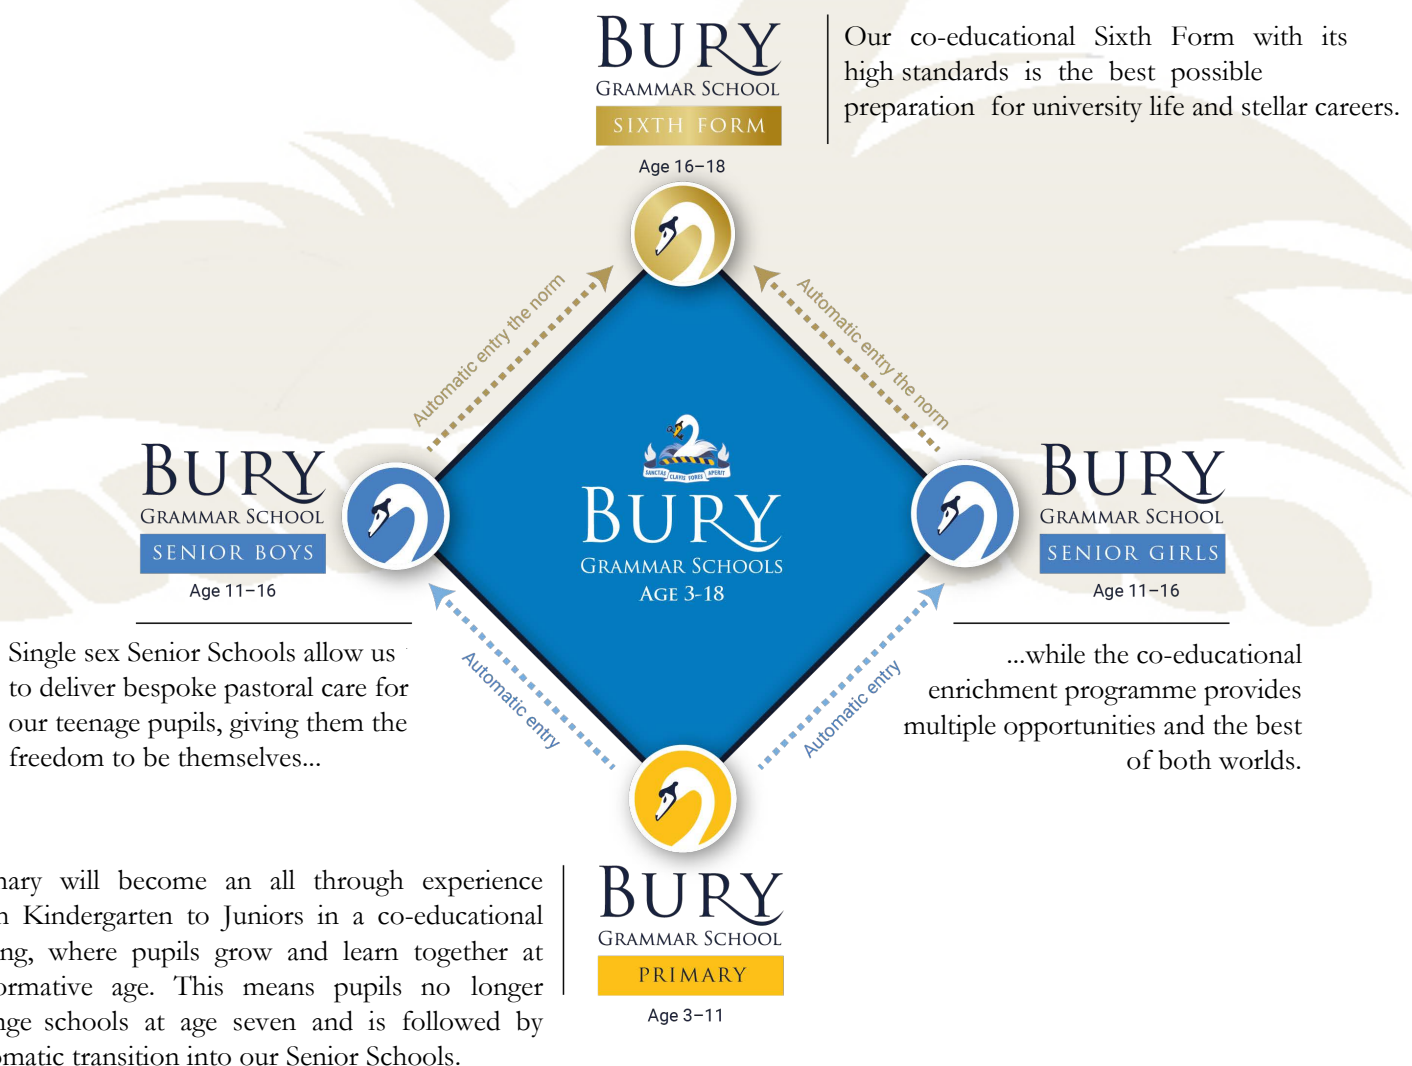 BURY
GRAMMAR SCHOOL
SIXTH FORM
Age 16–18
Our co-educational Sixth Form with its
high standards is the best possible
preparation for university life and stellar careers.
Automatic entry the norm
Automatic entry the norm
BURY
GRAMMAR SCHOOL
SENIOR BOYS
Age 11–16
SANCTAS CLAVIS FORES APERIT
BURY
GRAMMAR SCHOOLS
AGE 3-18
BURY
GRAMMAR SCHOOL
SENIOR GIRLS
Age 11–16
Single sex Senior Schools allow us
to deliver bespoke pastoral care for
our teenage pupils, giving them the
freedom to be themselves...
Automatic entry
Automatic entry
...while the co-educational
enrichment programme provides
multiple opportunities and the best
of both worlds.
will become an all through experience
Kindergarten to Juniors in a co-educational
where pupils grow and learn together at
age. This means pupils no longer
schools at age seven and is followed by
transition into our Senior Schools.
BURY
GRAMMAR SCHOOL
PRIMARY
Age 3–11